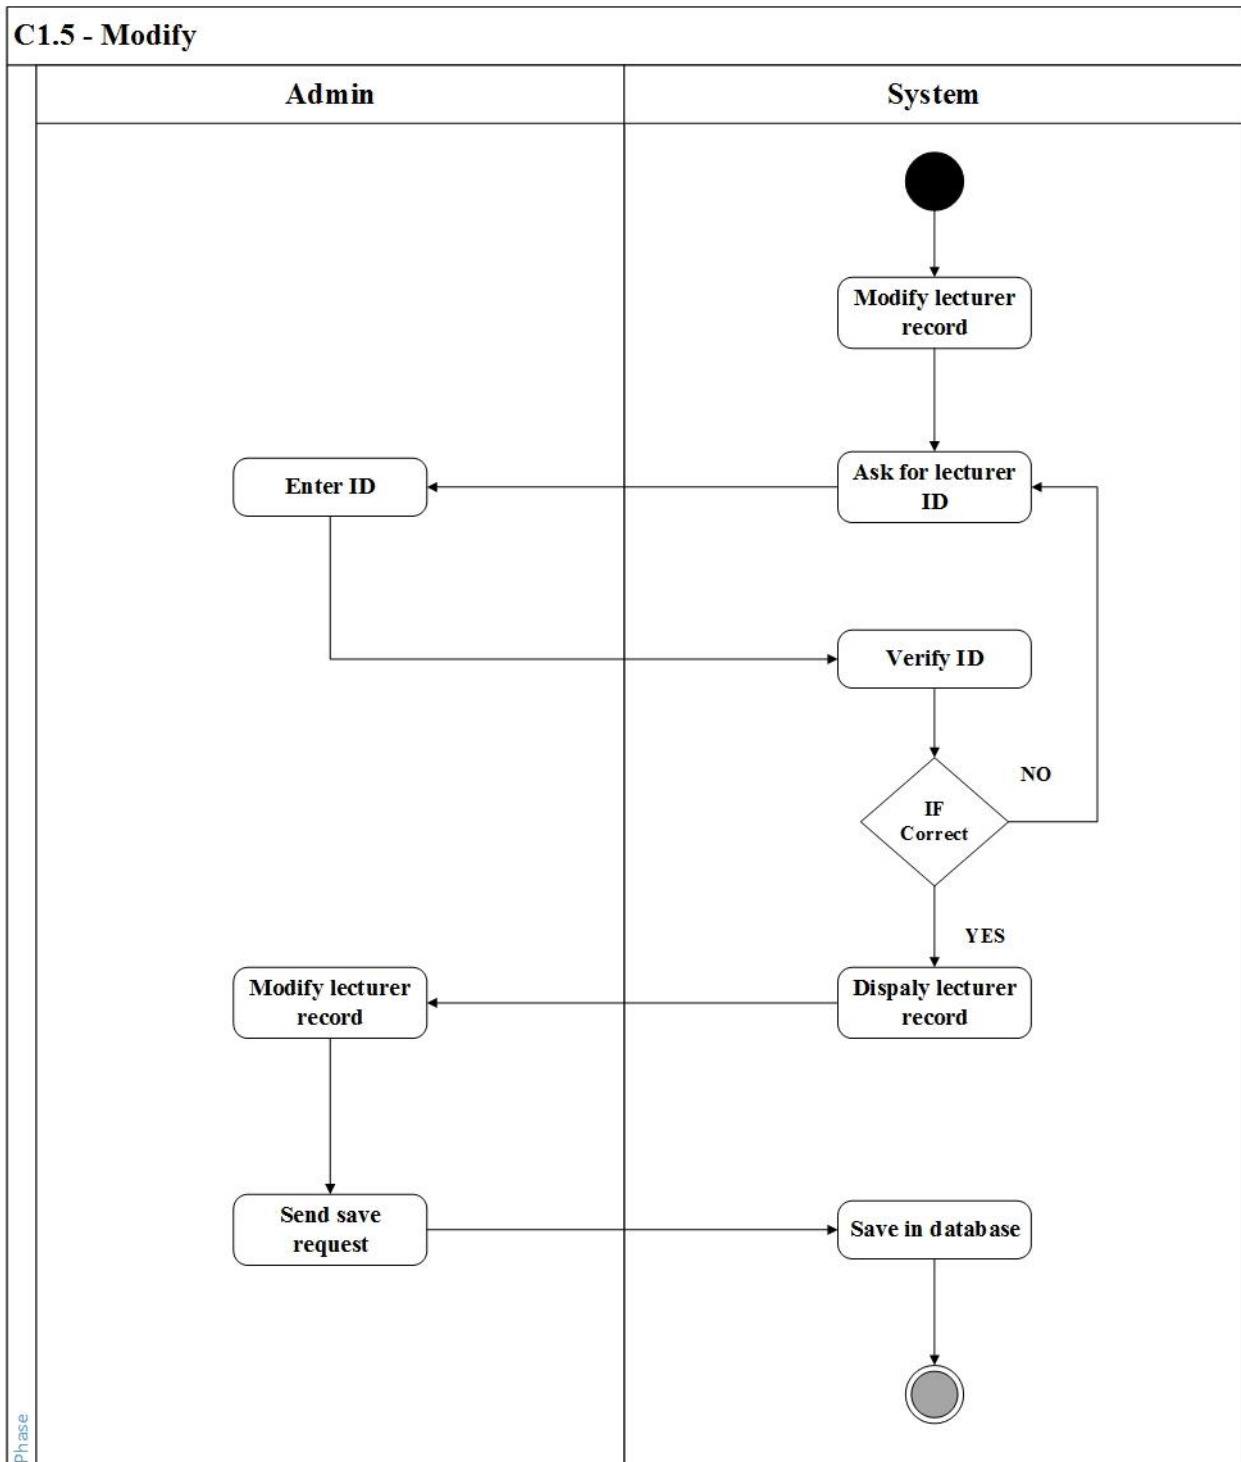 C1.5 - Modify
Admin
System
Modify lecturer
record
Ask for lecturer
ID
Enter ID
Verify ID
NO
IF
Correct
YES
Dispaly lecturer
record
Modify lecturer
record
Send save
request
Save in database
Phase